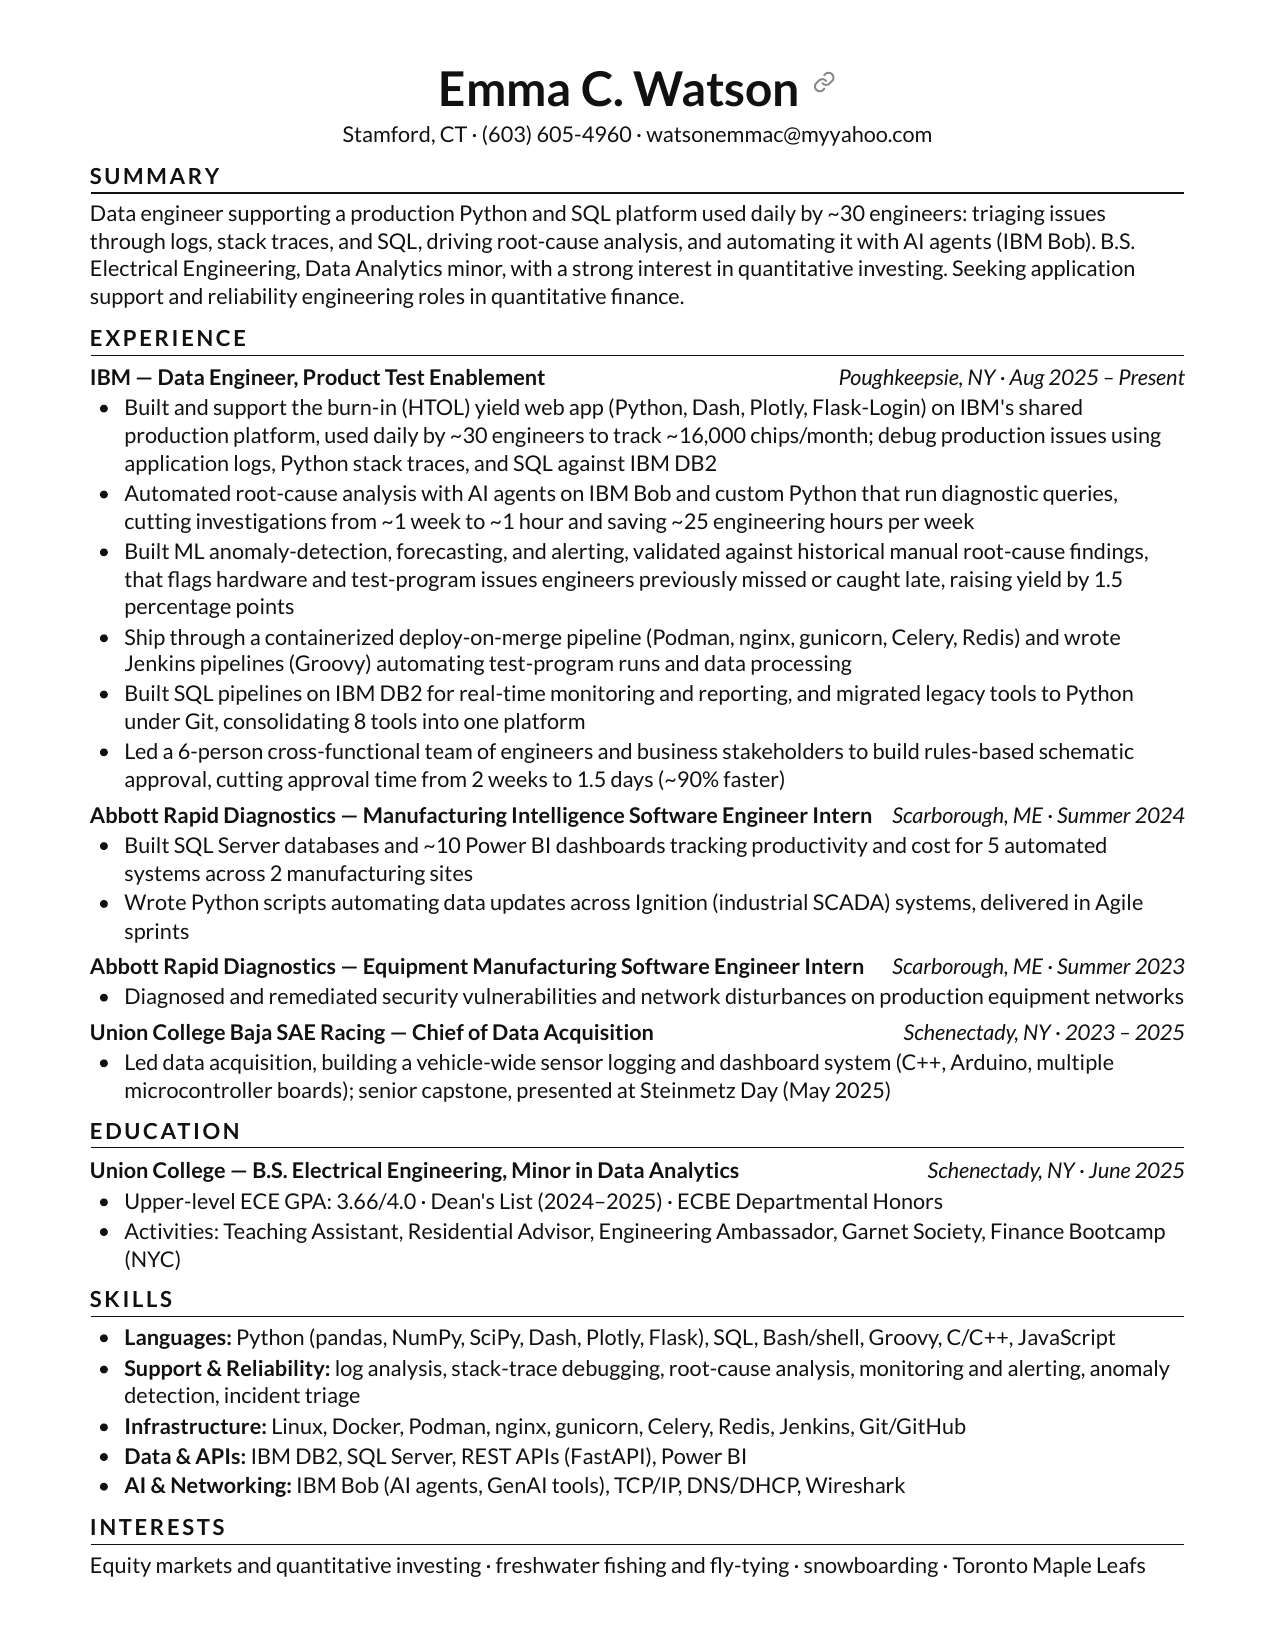 Emma C. Watson
Stamford, CT · (603) 605-4960 · watsonemmac@myyahoo.com
SUMMARY
Data engineer supporting a production Python and SQL platform used daily by ~30 engineers: triaging issues
through logs, stack traces, and SQL, driving root-cause analysis, and automating it with AI agents (IBM Bob). B.S.
Electrical Engineering, Data Analytics minor, with a strong interest in quantitative investing. Seeking application
support and reliability engineering roles in quantitative finance.
EXPERIENCE
IBM — Data Engineer, Product Test Enablement Poughkeepsie, NY · Aug 2025 – Present
• Built and support the burn-in (HTOL) yield web app (Python, Dash, Plotly, Flask-Login) on IBM's shared
production platform, used daily by ~30 engineers to track ~16,000 chips/month; debug production issues using
application logs, Python stack traces, and SQL against IBM DB2
• Automated root-cause analysis with AI agents on IBM Bob and custom Python that run diagnostic queries,
cutting investigations from ~1 week to ~1 hour and saving ~25 engineering hours per week
• Built ML anomaly-detection, forecasting, and alerting, validated against historical manual root-cause findings,
that flags hardware and test-program issues engineers previously missed or caught late, raising yield by 1.5
percentage points
• Ship through a containerized deploy-on-merge pipeline (Podman, nginx, gunicorn, Celery, Redis) and wrote
Jenkins pipelines (Groovy) automating test-program runs and data processing
• Built SQL pipelines on IBM DB2 for real-time monitoring and reporting, and migrated legacy tools to Python
under Git, consolidating 8 tools into one platform
• Led a 6-person cross-functional team of engineers and business stakeholders to build rules-based schematic
approval, cutting approval time from 2 weeks to 1.5 days (~90% faster)
Abbott Rapid Diagnostics — Manufacturing Intelligence Software Engineer Intern Scarborough, ME · Summer 2024
• Built SQL Server databases and ~10 Power BI dashboards tracking productivity and cost for 5 automated
systems across 2 manufacturing sites
• Wrote Python scripts automating data updates across Ignition (industrial SCADA) systems, delivered in Agile
sprints
Abbott Rapid Diagnostics — Equipment Manufacturing Software Engineer Intern Scarborough, ME · Summer 2023
• Diagnosed and remediated security vulnerabilities and network disturbances on production equipment networks
Union College Baja SAE Racing — Chief of Data Acquisition Schenectady, NY · 2023 – 2025
• Led data acquisition, building a vehicle-wide sensor logging and dashboard system (C++, Arduino, multiple
microcontroller boards); senior capstone, presented at Steinmetz Day (May 2025)
EDUCATION
Union College — B.S. Electrical Engineering, Minor in Data Analytics Schenectady, NY · June 2025
• Upper-level ECE GPA: 3.66/4.0 · Dean's List (2024–2025) · ECBE Departmental Honors
• Activities: Teaching Assistant, Residential Advisor, Engineering Ambassador, Garnet Society, Finance Bootcamp
(NYC)
SKILLS
• Languages: Python (pandas, NumPy, SciPy, Dash, Plotly, Flask), SQL, Bash/shell, Groovy, C/C++, JavaScript
• Support & Reliability: log analysis, stack-trace debugging, root-cause analysis, monitoring and alerting, anomaly
detection, incident triage
• Infrastructure: Linux, Docker, Podman, nginx, gunicorn, Celery, Redis, Jenkins, Git/GitHub
• Data & APIs: IBM DB2, SQL Server, REST APIs (FastAPI), Power BI
• AI & Networking: IBM Bob (AI agents, GenAI tools), TCP/IP, DNS/DHCP, Wireshark
INTERESTS
Equity markets and quantitative investing · freshwater fishing and fly-tying · snowboarding · Toronto Maple Leafs